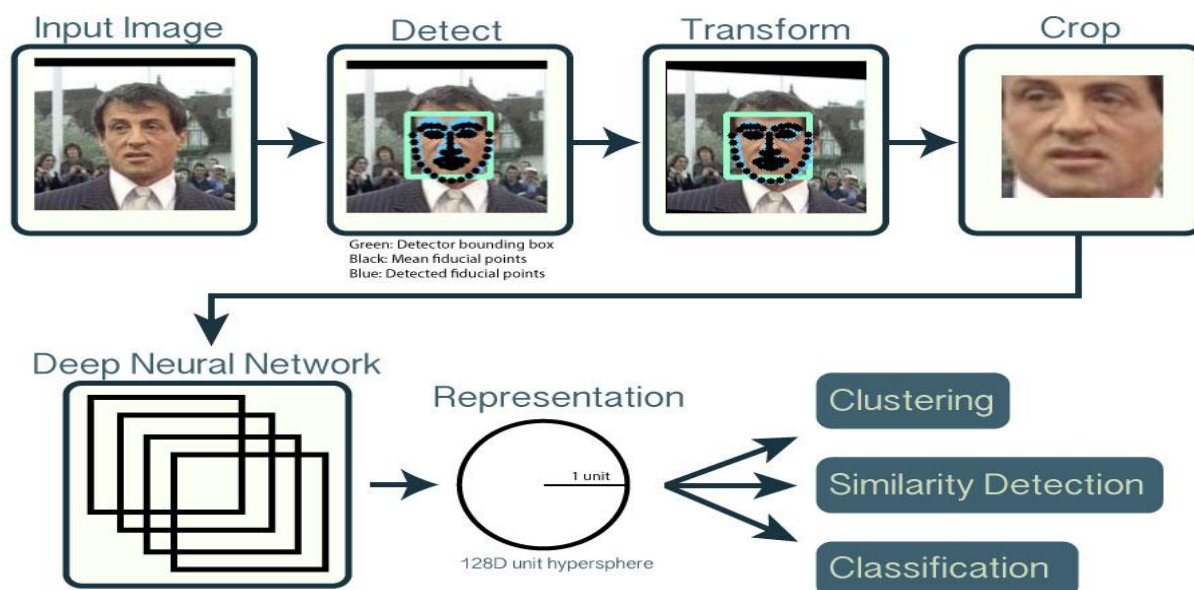 Input Image
Detect
Transform
Crop
Green: Detector bounding box
Black: Mean fiducial points
Blue: Detected fiducial points
Deep Neural Network
Representation
1 unit
128D unit hypersphere
Clustering
Similarity Detection
Classification